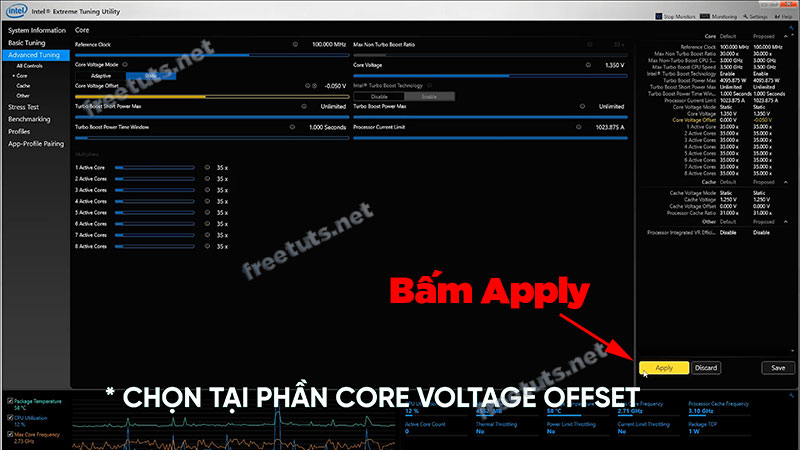 intel Intel® Extreme Tuning Utility
Stop Monitors Monitoring Settings Help
System Information
Basic Tuning
Advanced Tuning
All Controls
Core
Cache
Other
Stress Test
Benchmarking
Profiles
App-Profile Pairing
Core
Reference Clock 100.000 MHz
Max Non Turbo Boost Ratio
Core Voltage Mode
Adaptive Static
Core Voltage 1.350 V
Core Voltage Offset -0.050 V
Intel® Turbo Boost Technology
Disable Enable
Turbo Boost Short Power Max Unlimited
Turbo Boost Power Max Unlimited
Turbo Boost Power Time Window 1.000 Seconds
Processor Current Limit 1023.875 A
Multipliers
1 Active Core 35 x
2 Active Cores 35 x
3 Active Cores 35 x
4 Active Cores 35 x
5 Active Cores 35 x
6 Active Cores 35 x
7 Active Cores 35 x
8 Active Cores 35 x
Core Default Proposed
Reference Clock 100.000 MHz 100.000 MHz
Max Non Turbo Boost Ratio 30.000 x 30.000 x
Max Non-Turbo Boost CPU S... 3.000 GHz 3.000 GHz
Max Turbo Boost CPU Speed 3.500 GHz 3.500 GHz
Intel® Turbo Boost Technology Enable Enable
Turbo Boost Power Max 4095.875 W 4095.875 W
Turbo Boost Short Power Max Unlimited Unlimited
Turbo Boost Power Time Win... 1.000 Seconds 1.000 Seconds
Processor Current Limit 1023.875 A 1023.875 A
Core Voltage Mode Static Static
Core Voltage 1.350 V 1.350 V
Core Voltage Offset 0.000 V -0.050 V
1 Active Core 35.000 x 35.000 x
2 Active Cores 35.000 x 35.000 x
3 Active Cores 35.000 x 35.000 x
4 Active Cores 35.000 x 35.000 x
5 Active Cores 35.000 x 35.000 x
6 Active Cores 35.000 x 35.000 x
7 Active Cores 35.000 x 35.000 x
8 Active Cores 35.000 x 35.000 x
Cache Default Proposed
Cache Voltage Mode Static Static
Cache Voltage 1.250 V 1.250 V
Cache Voltage Offset 0.000 V 0.000 V
Processor Cache Ratio 31.000 x 31.000 x
Other Default Proposed
Processor Integrated VR Effici... Disable Disable
freetuts.net
freetuts.net
freetuts.net
Bấm Apply
Apply Discard Save
* CHỌN TẠI PHẦN CORE VOLTAGE OFFSET
Package Temperature
58 °C
CPU Utilization
12 %
Max Core Frequency
2.73 GHz
12 % 58 °C 2.71 GHz
Processor Cache Frequency
3.10 GHz
Active Core Count
0
Thermal Throttling
No
Power Limit Throttling
No
Current Limit Throttling
No
Package TDP
1 W